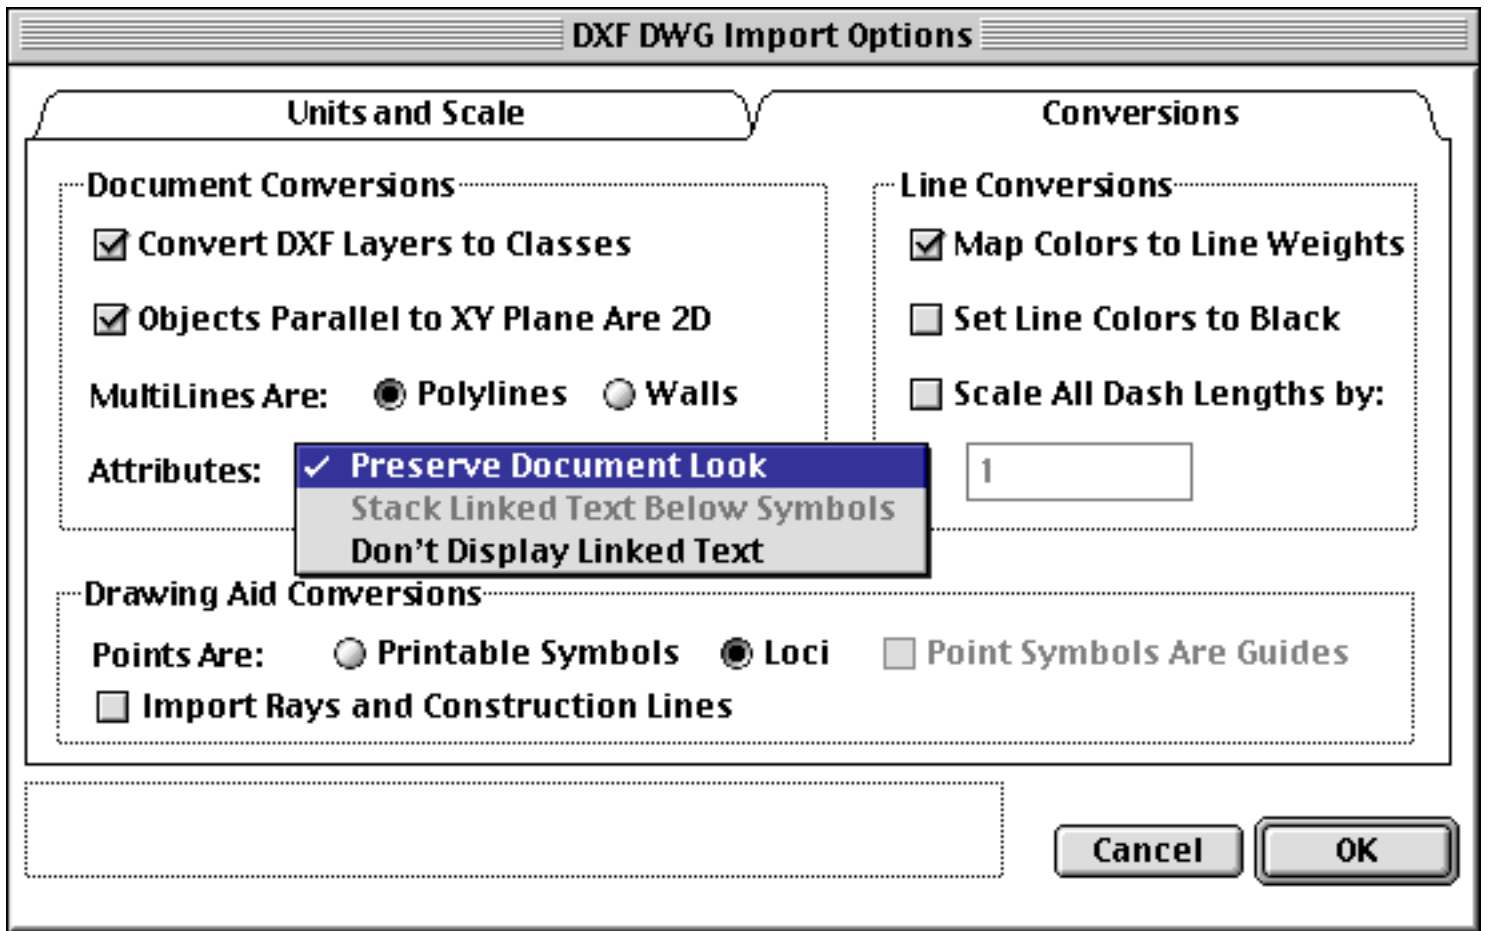 DXF DWG Import Options
Units and Scale
Conversions
Document Conversions
Convert DXF Layers to Classes
Objects Parallel to XY Plane Are 2D
MultiLines Are: Polylines Walls
Attributes:
Preserve Document Look
Stack Linked Text Below Symbols
Don't Display Linked Text
Line Conversions
Map Colors to Line Weights
Set Line Colors to Black
Scale All Dash Lengths by:
1
Drawing Aid Conversions
Points Are: Printable Symbols Loci Point Symbols Are Guides
Import Rays and Construction Lines
Cancel
OK